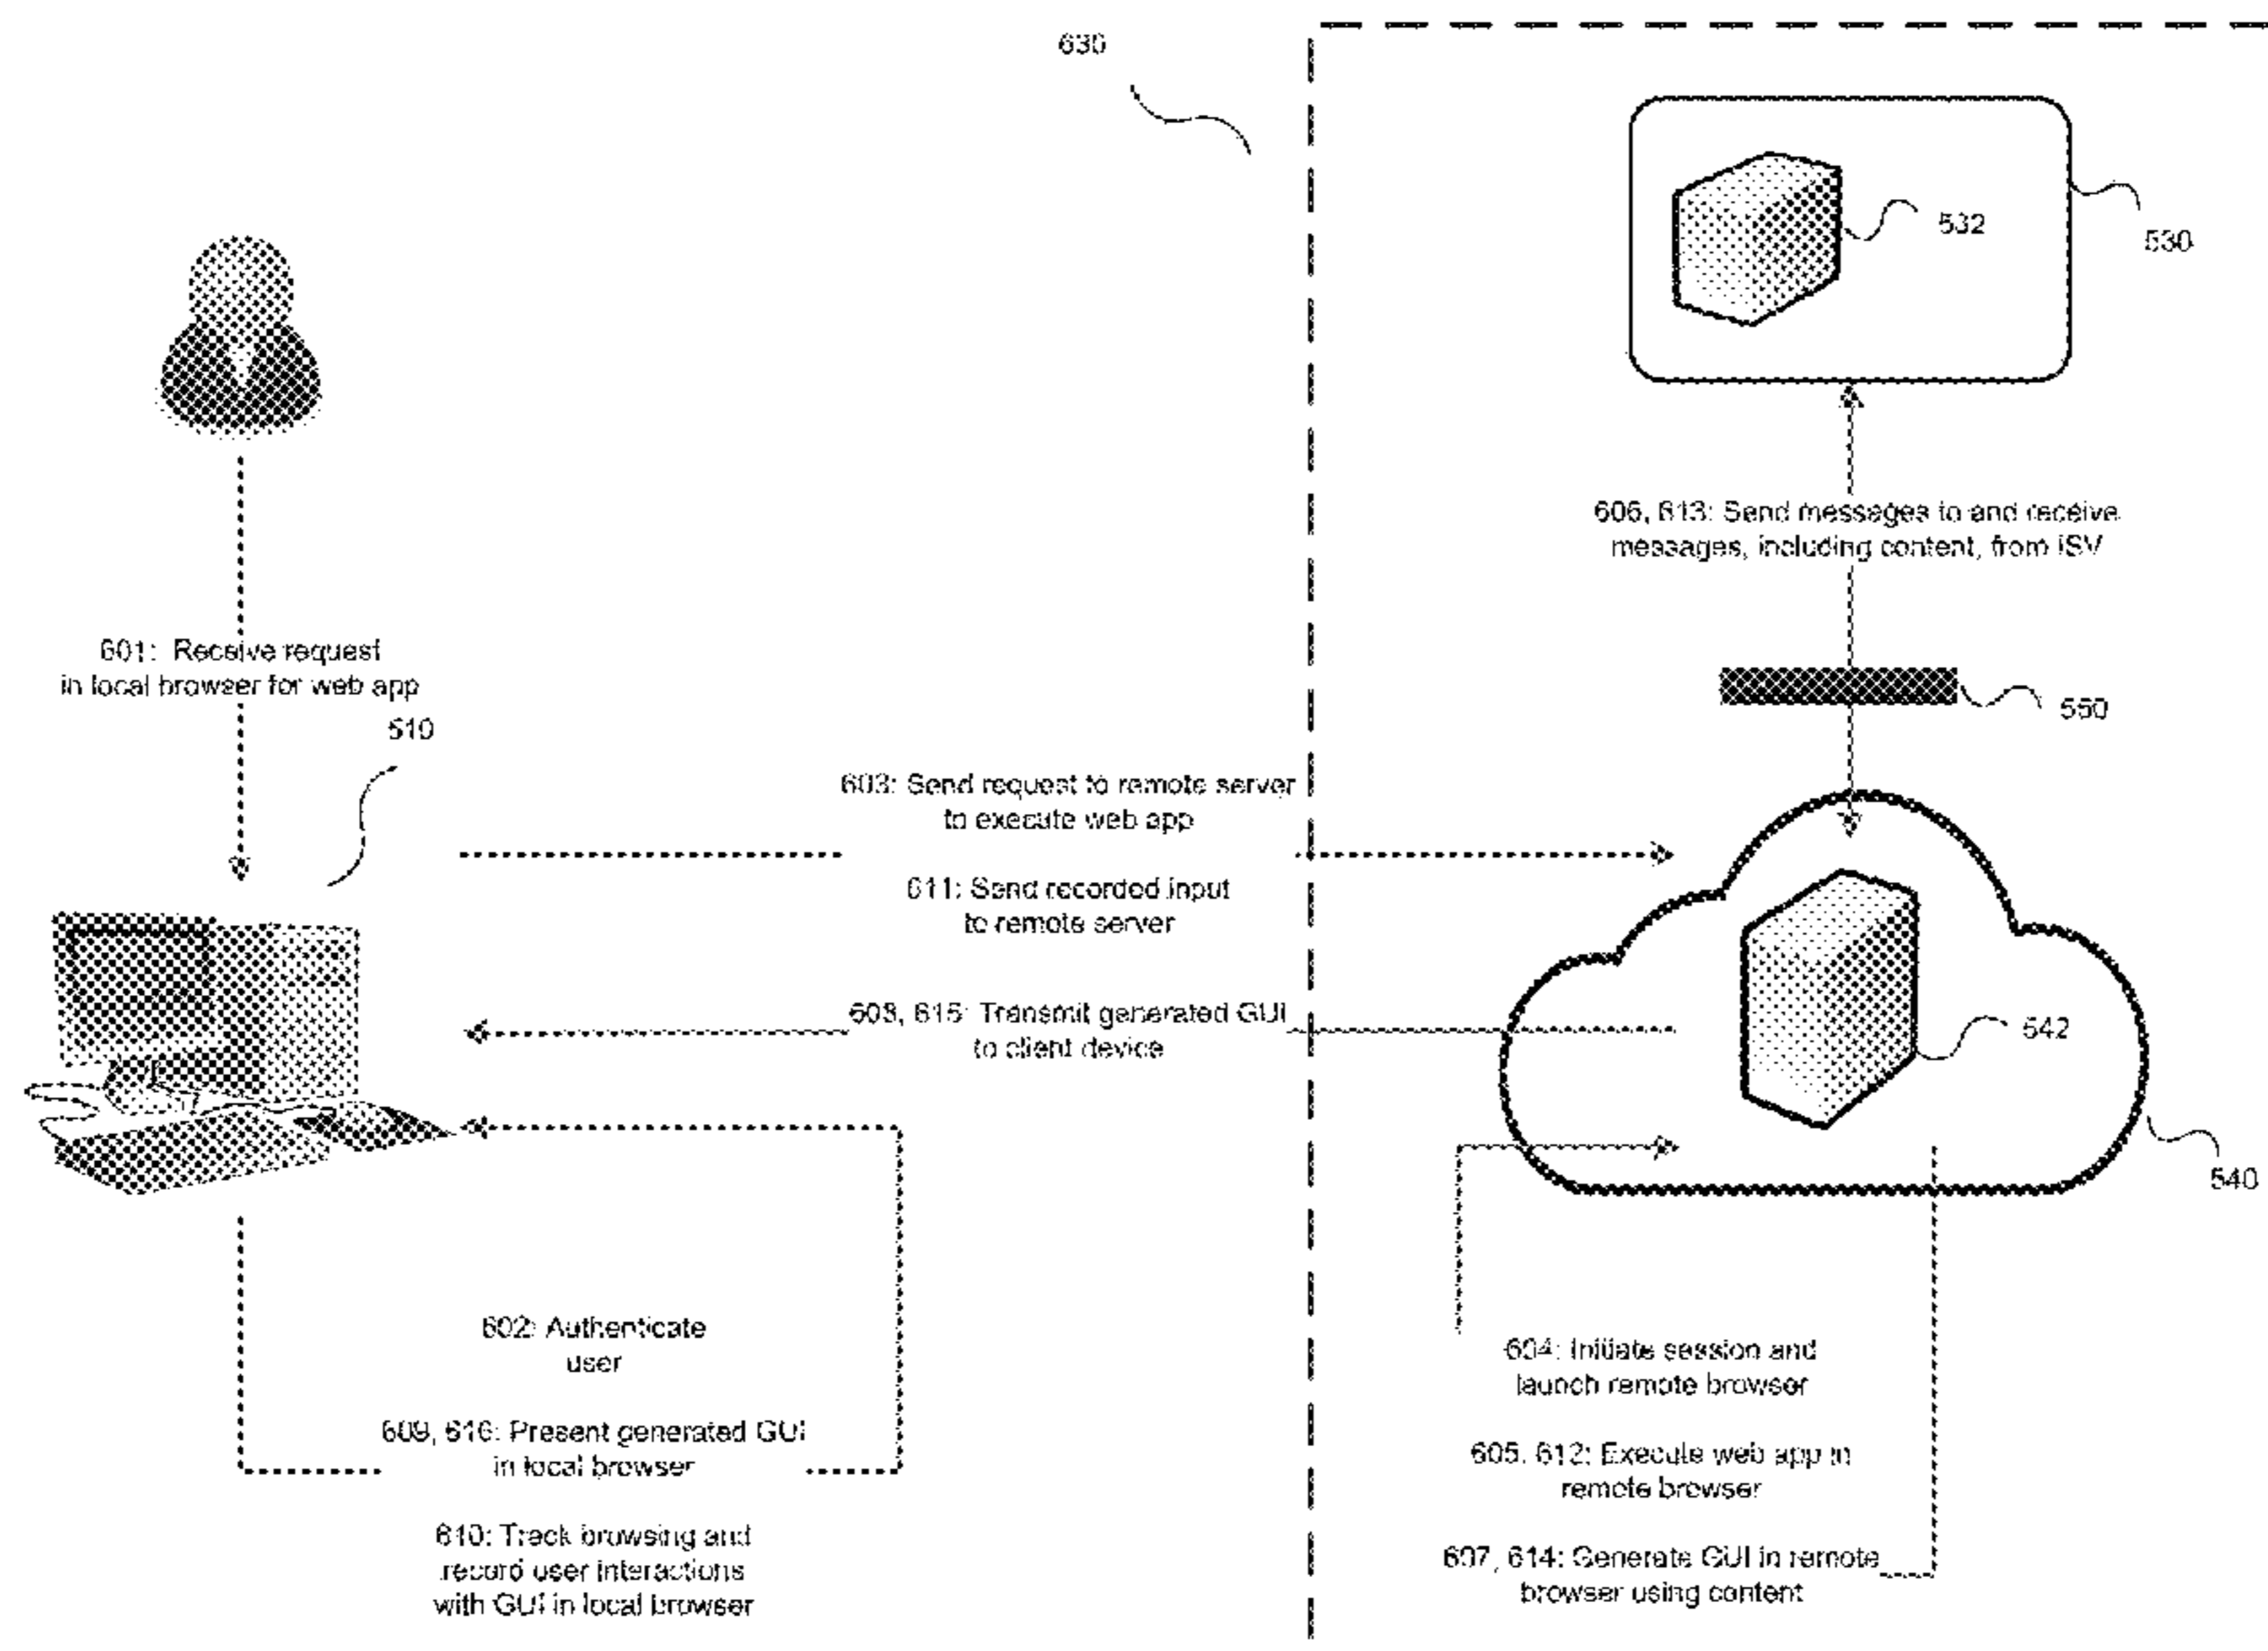 630
532
530
606, 613: Send messages to and receive
messages, including content, from ISV
601: Receive request
in local browser for web app
510
550
603: Send request to remote server
to execute web app
611: Send recorded input
to remote server
608, 615: Transmit generated GUI
to client device
542
540
602: Authenticate
user
604: Initiate session and
launch remote browser
609, 616: Present generated GUI
in local browser
605, 612: Execute web app in
remote browser
610: Track browsing and
record user interactions
with GUI in local browser
607, 614: Generate GUI in remote
browser using content